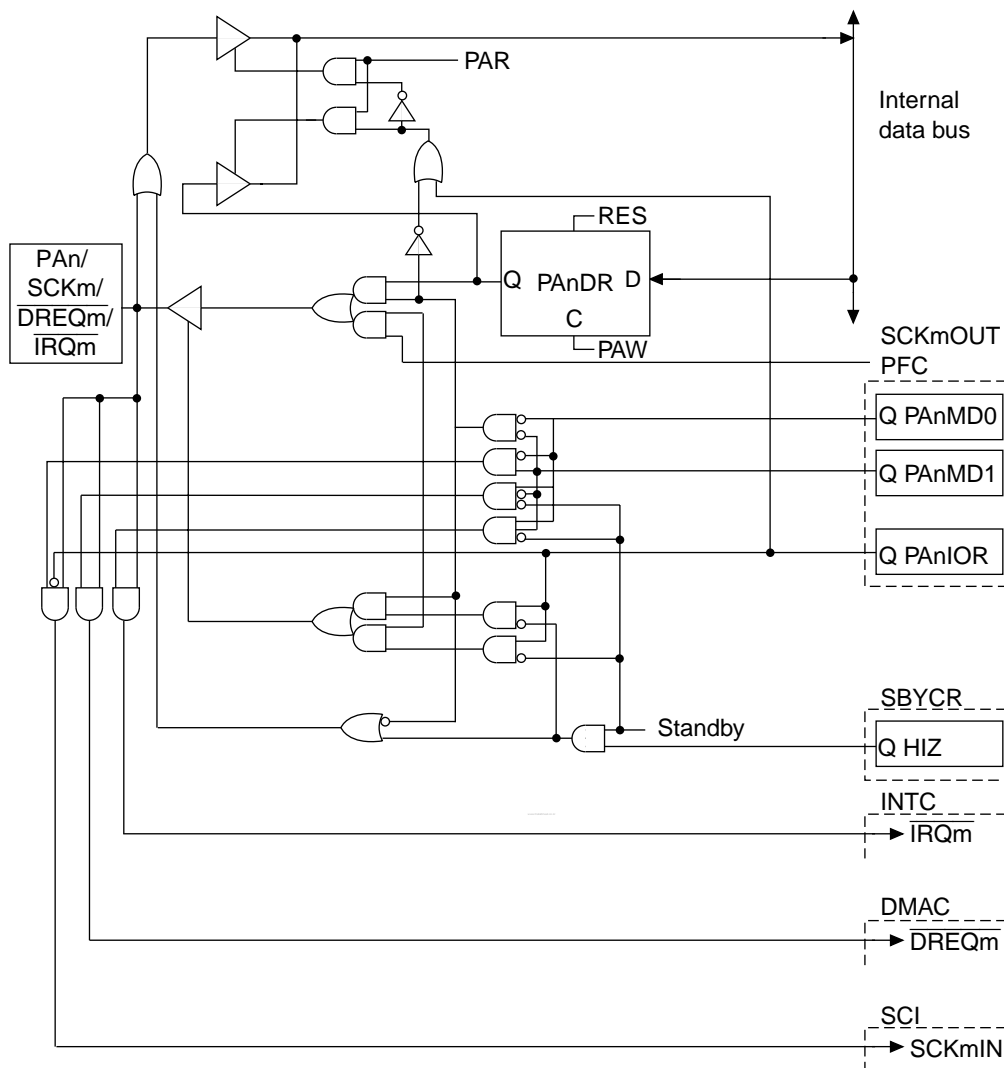 PAR
Internal
data bus
RES
PAn/
SCKm/
DREQm/
IRQm
Q PAnDR D
C
PAW
SCKmOUT
PFC
Q PAnMD0
Q PAnMD1
Q PAnIOR
SBYCR
Standby
Q HIZ
INTC
IRQm
DMAC
DREQm
SCI
SCKmIN